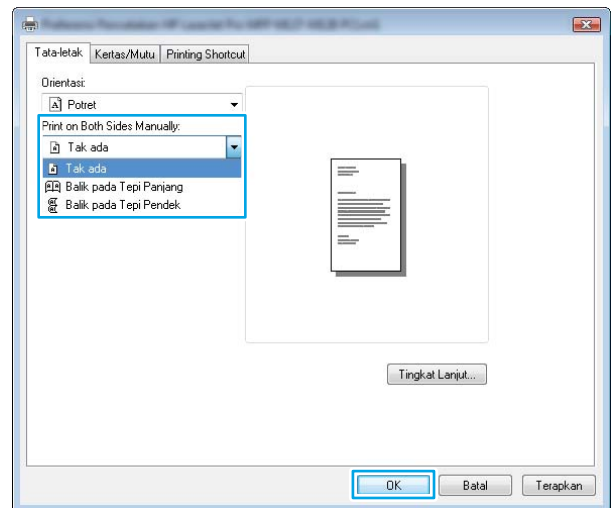 Tata-letak Kertas/Mutu Printing Shortcut
Orientasi:
Potret
Print on Both Sides Manually:
Tak ada
Tak ada
Balik pada Tepi Panjang
Balik pada Tepi Pendek
Tingkat Lanjut...
OK Batal Terapkan